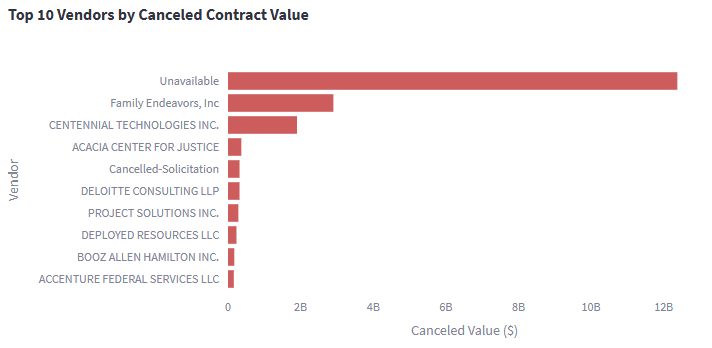 Top 10 Vendors by Canceled Contract Value
Vendor
Unavailable
Family Endeavors, Inc
CENTENNIAL TECHNOLOGIES INC.
ACACIA CENTER FOR JUSTICE
Cancelled-Solicitation
DELOITTE CONSULTING LLP
PROJECT SOLUTIONS INC.
DEPLOYED RESOURCES LLC
BOOZ ALLEN HAMILTON INC.
ACCENTURE FEDERAL SERVICES LLC
0 2B 4B 6B 8B 10B 12B
Canceled Value ($)